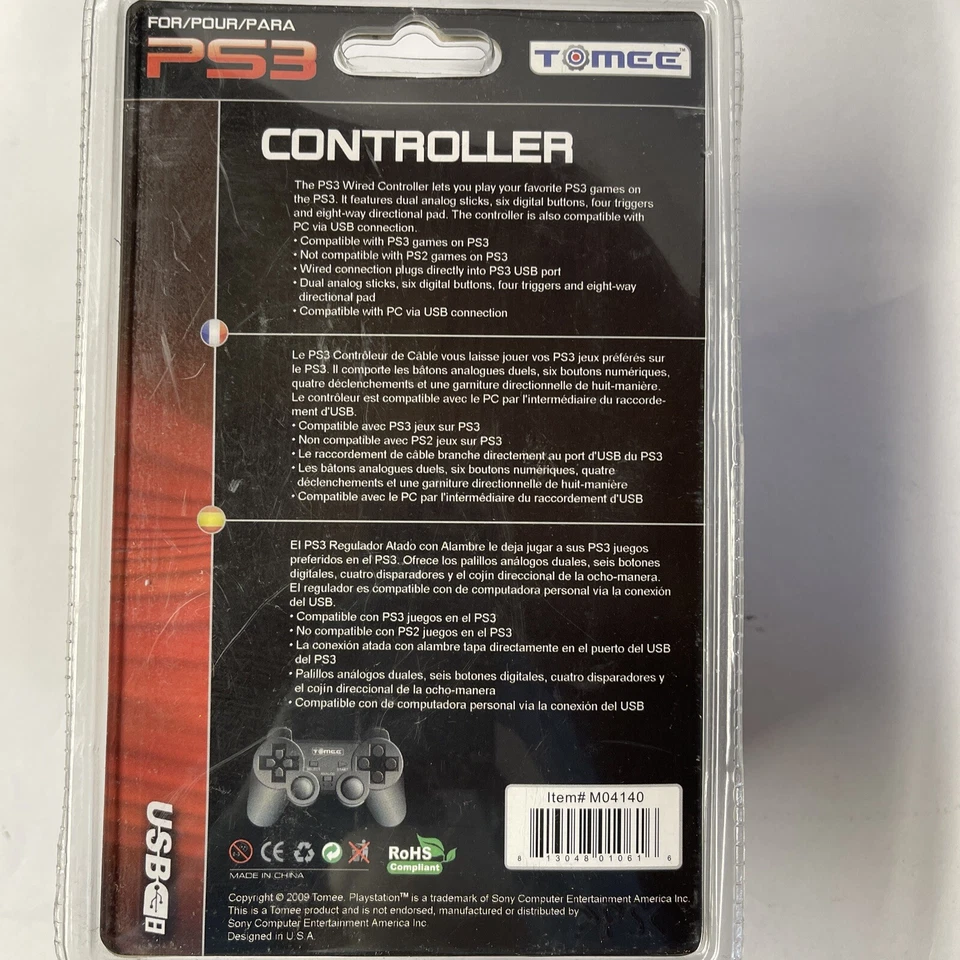 FOR/POUR/PARA
PS3
TOMEE™
CONTROLLER
The PS3 Wired Controller lets you play your favorite PS3 games on
the PS3. It features dual analog sticks, six digital buttons, four triggers
and eight-way directional pad. The controller is also compatible with
PC via USB connection.
• Compatible with PS3 games on PS3
• Not compatible with PS2 games on PS3
• Wired connection plugs directly into PS3 USB port
• Dual analog sticks, six digital buttons, four triggers and eight-way
directional pad
• Compatible with PC via USB connection
Le PS3 Contrôleur de Câble vous laisse jouer vos PS3 jeux préférés sur
le PS3. Il comporte les bâtons analogues duels, six boutons numériques,
quatre déclenchements et une garniture directionnelle de huit-manière.
Le contrôleur est compatible avec le PC par l'intermédiaire du raccorde-
ment d'USB.
• Compatible avec PS3 jeux sur PS3
• Non compatible avec PS2 jeux sur PS3
• Le raccordement de câble branche directement au port d'USB du PS3
• Les bâtons analogues duels, six boutons numériques, quatre
déclenchements et une garniture directionnelle de huit-manière
• Compatible avec le PC par l'intermédiaire du raccordement d'USB
El PS3 Regulador Atado con Alambre le deja jugar a sus PS3 juegos
preferidos en el PS3. Ofrece los palillos análogos duales, seis botones
digitales, cuatro disparadores y el cojin direccional de la ocho-manera.
El regulador es compatible con de computadora personal via la conexión
del USB.
• Compatible con PS3 juegos en el PS3
• No compatible con PS2 juegos en el PS3
• La conexión atada con alambre tapa directamente en el puerto del USB
del PS3
• Palillos análogos duales, seis botones digitales, cuatro disparadores y
el cojin direccional de la ocho-manera
• Compatible con de computadora personal via la conexión del USB
TOMEE
SELECT START
ANALOG
USB
Item# M04140
8 13048 01061 6
0-3
CE
RoHS
Compliant
MADE IN CHINA
Copyright © 2009 Tomee. Playstation™ is a trademark of Sony Computer Entertainment America Inc.
This is a Tomee product and is not endorsed, manufactured or distributed by
Sony Computer Entertainment America Inc.
Designed in U.S.A.